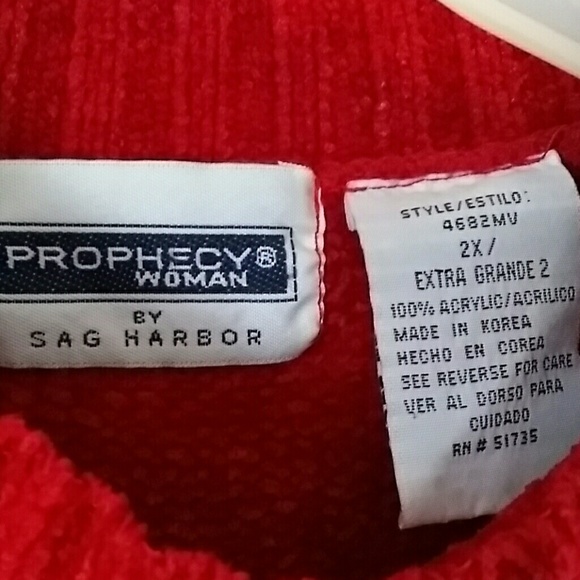 PROPHECY®
WOMAN
BY
SAG HARBOR
STYLE/ESTILO:
4682MV
2X/
EXTRA GRANDE 2
100% ACRYLIC/ACRILICO
MADE IN KOREA
HECHO EN COREA
SEE REVERSE FOR CARE
VER AL DORSO PARA
CUIDADO
RN # 51735